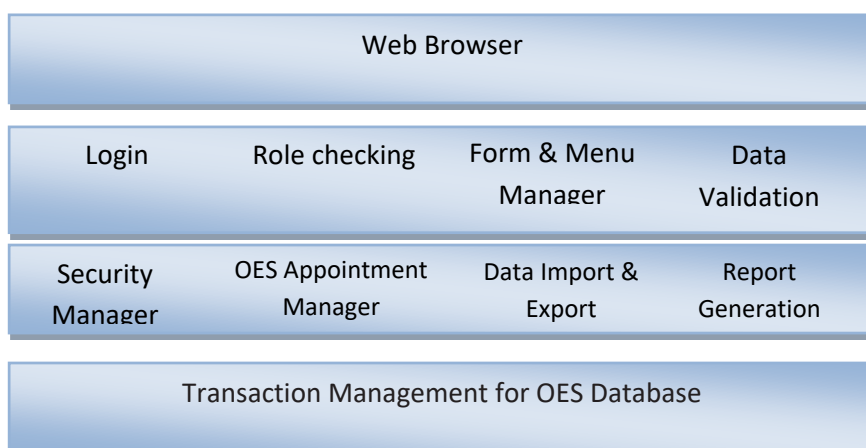 Web Browser
Login Role checking Form & Menu Manager Data Validation
Security Manager OES Appointment Manager Data Import & Export Report Generation
Transaction Management for OES Database